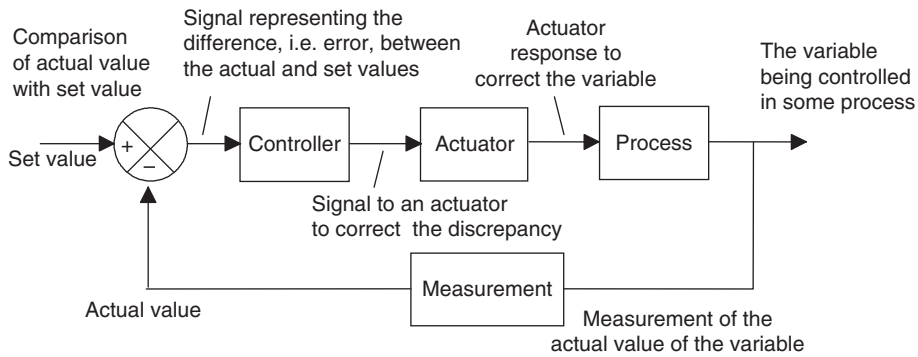 Comparison
of actual value
with set value
Signal representing the
difference, i.e. error, between
the actual and set values
Actuator
response to
correct the variable
The variable
being controlled
in some process
Set value
+
−
Controller
Actuator
Process
Signal to an actuator
to correct the discrepancy
Actual value
Measurement
Measurement of the
actual value of the variable